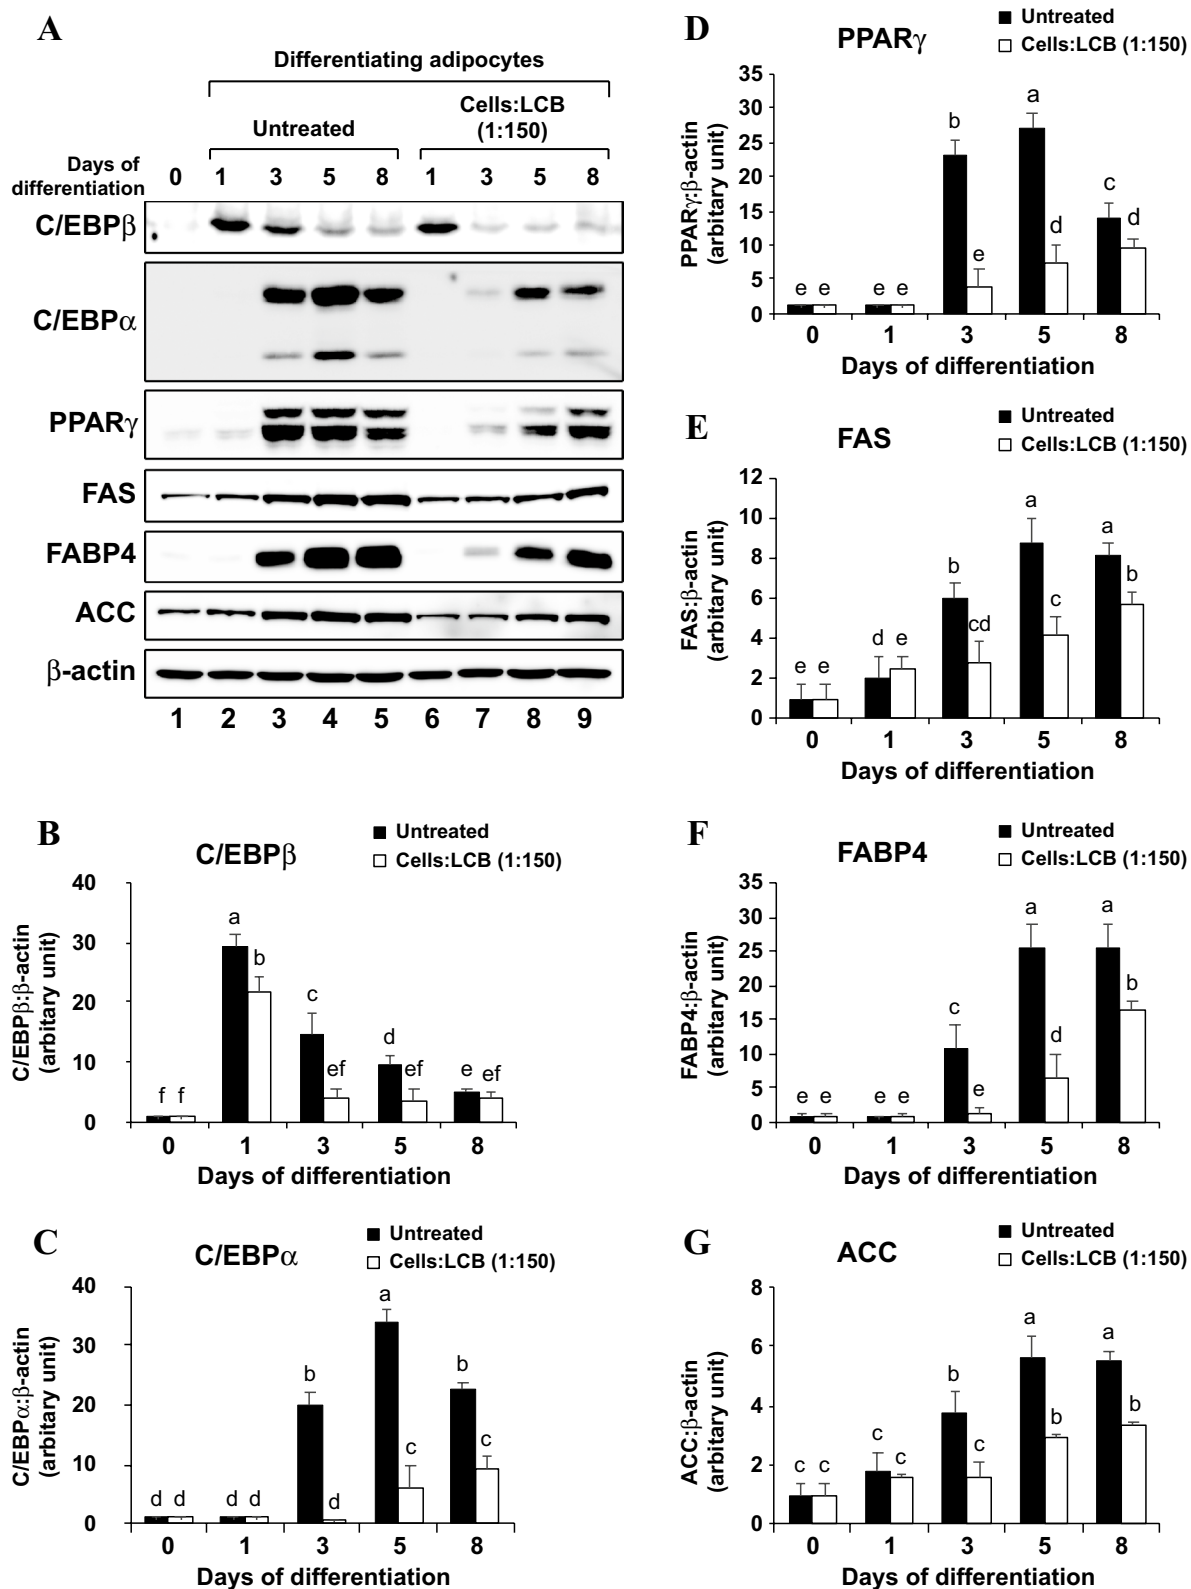 A
Differentiating adipocytes
Untreated
Cells:LCB
(1:150)
Days of
differentiation
0 1 3 5 8 1 3 5 8
C/EBPβ
C/EBPα
PPARγ
FAS
FABP4
ACC
β-actin
1 2 3 4 5 6 7 8 9
B
C/EBPβ
Untreated
Cells:LCB (1:150)
C/EBPβ:β-actin
(arbitary unit)
40
30
20
10
0
f f a b c ef d ef e ef
0 1 3 5 8
Days of differentiation
C
C/EBPα
Untreated
Cells:LCB (1:150)
C/EBPα:β-actin
(arbitary unit)
40
30
20
10
0
d d d d b d a c b c
0 1 3 5 8
Days of differentiation
D
PPARγ
Untreated
Cells:LCB (1:150)
PPARγ:β-actin
(arbitary unit)
35
30
25
20
15
10
5
0
e e e e b e a d c d
0 1 3 5 8
Days of differentiation
E
FAS
Untreated
Cells:LCB (1:150)
FAS:β-actin
(arbitary unit)
12
10
8
6
4
2
0
e e d e b cd a c a b
0 1 3 5 8
Days of differentiation
F
FABP4
Untreated
Cells:LCB (1:150)
FABP4:β-actin
(arbitary unit)
35
30
25
20
15
10
5
0
e e e e c e a d a b
0 1 3 5 8
Days of differentiation
G
ACC
Untreated
Cells:LCB (1:150)
ACC:β-actin
(arbitary unit)
8
6
4
2
0
c c c c b c a b a b
0 1 3 5 8
Days of differentiation